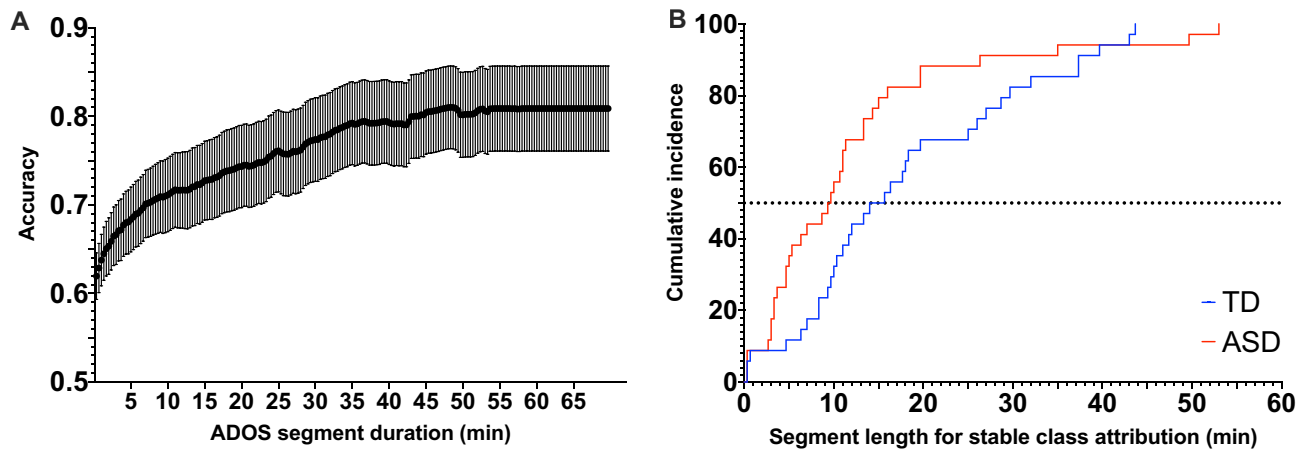 A
0.9
0.8
0.7
0.6
0.5
Accuracy
5 10 15 20 25 30 35 40 45 50 55 60 65
ADOS segment duration (min)
B
100
80
60
40
20
0
Cumulative incidence
TD
ASD
0 10 20 30 40 50 60
Segment length for stable class attribution (min)